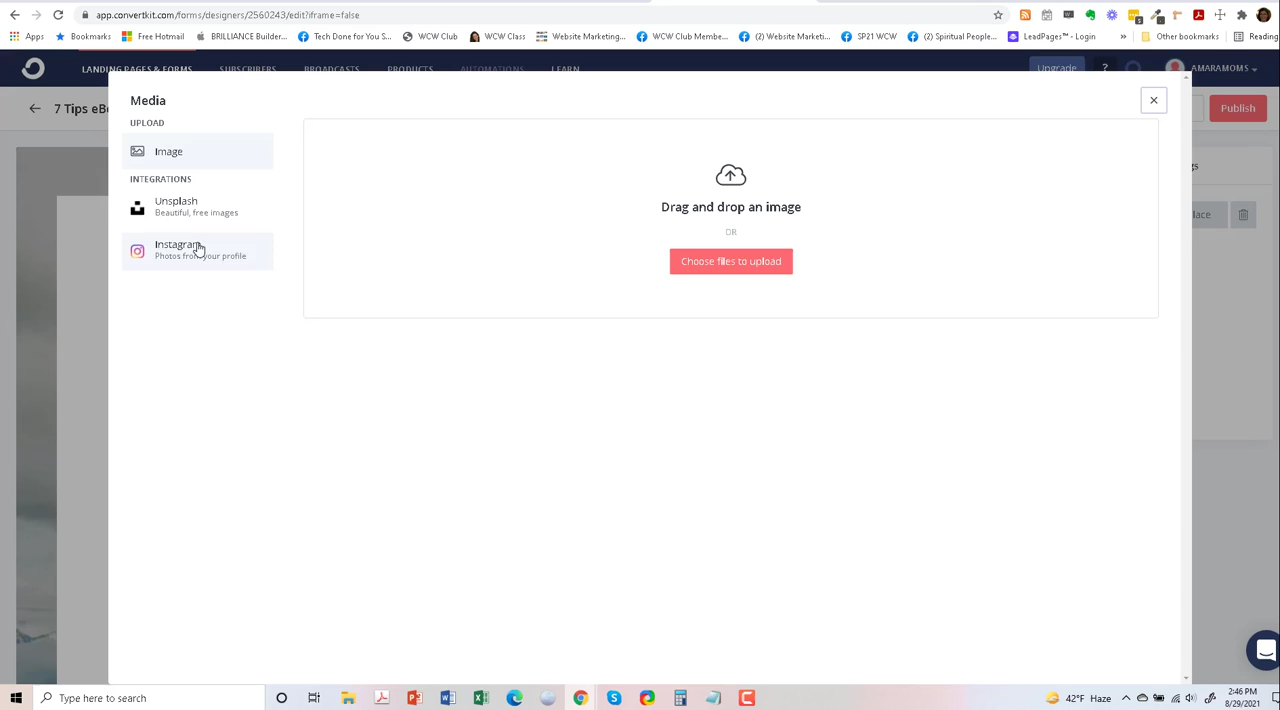 app.convertkit.com/forms/designers/2560243/edit?iframe=false
Apps Bookmarks Free Hotmail BRILLIANCE Builder... Tech Done for You S... WCW Club WCW Class Website Marketing... WCW Club Membe... (2) Website Marketi... SP21 WCW (2) Spiritual People... LeadPages™ - Login » Other bookmarks Reading
LANDING PAGES & FORMS SUBSCRIBERS BROADCASTS PRODUCTS AUTOMATIONS LEARN Upgrade ? AMARAMOMS
7 Tips eBo
Publish
Media
UPLOAD
Image
INTEGRATIONS
Unsplash
Beautiful, free images
Instagram
Photos from your profile
Drag and drop an image
OR
Choose files to upload
gs
lace
Type here to search
42°F Haze
2:46 PM
8/29/2021